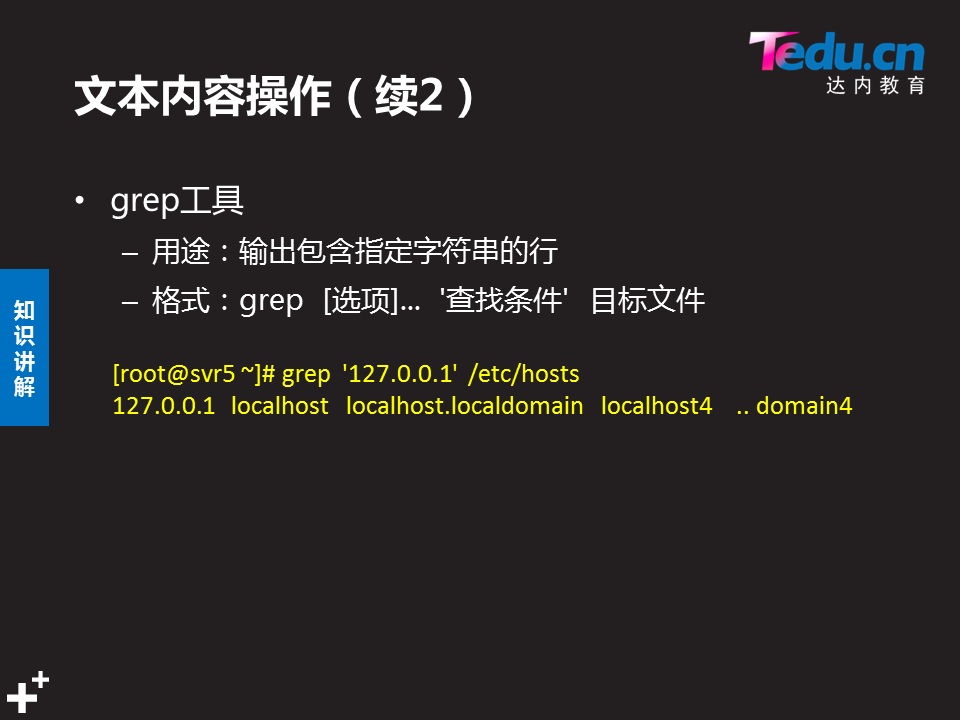 Tedu.cn
达内教育
文本内容操作（续2）
• grep工具
– 用途：输出包含指定字符串的行
– 格式：grep [选项]... '查找条件' 目标文件
知识讲解
[root@svr5 ~]# grep '127.0.0.1' /etc/hosts
127.0.0.1 localhost localhost.localdomain localhost4 .. domain4